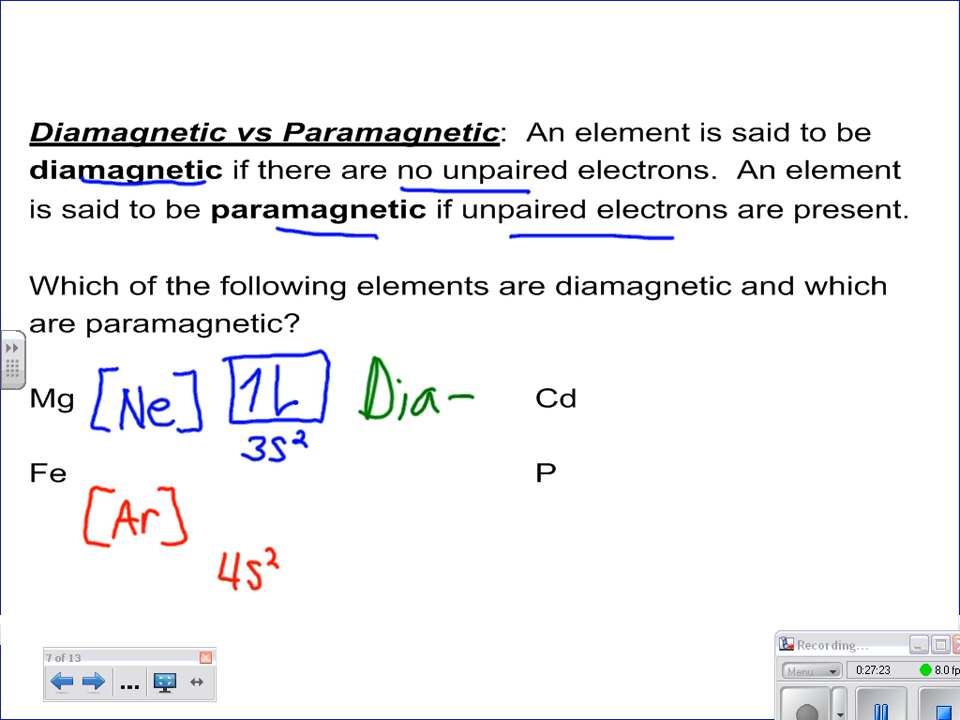 Diamagnetic vs Paramagnetic: An element is said to be
diamagnetic if there are no unpaired electrons. An element
is said to be paramagnetic if unpaired electrons are present.
Which of the following elements are diamagnetic and which
are paramagnetic?
Mg [Ne] 1L Dia- Cd
3s²
Fe P
[Ar]
4s²
7 of 13
...
Recording...
Menu 0:27:23 8.0 fp